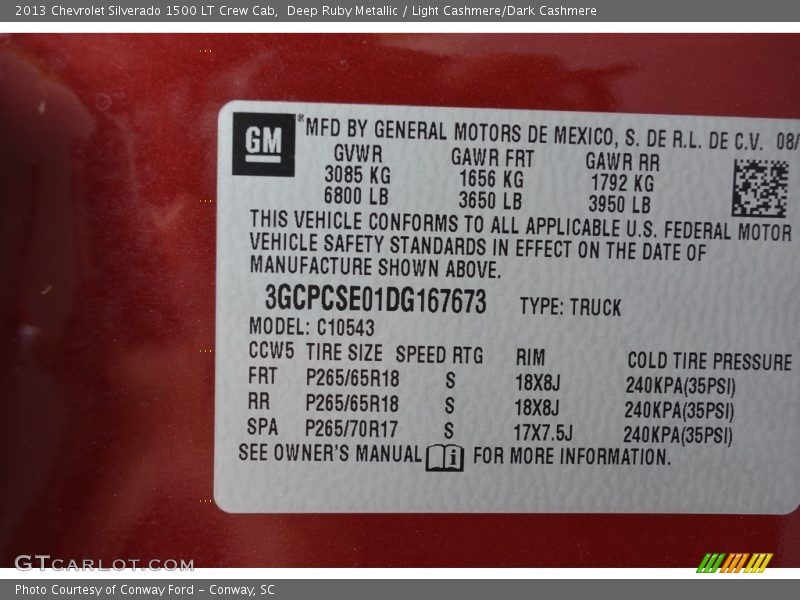 2013 Chevrolet Silverado 1500 LT Crew Cab, Deep Ruby Metallic / Light Cashmere/Dark Cashmere
GM ® MFD BY GENERAL MOTORS DE MEXICO, S. DE R.L. DE C.V. 08/
GVWR GAWR FRT GAWR RR
3085 KG 1656 KG 1792 KG
6800 LB 3650 LB 3950 LB
THIS VEHICLE CONFORMS TO ALL APPLICABLE U.S. FEDERAL MOTOR
VEHICLE SAFETY STANDARDS IN EFFECT ON THE DATE OF
MANUFACTURE SHOWN ABOVE.
3GCPCSE01DG167673 TYPE: TRUCK
MODEL: C10543
CCW5 TIRE SIZE SPEED RTG RIM COLD TIRE PRESSURE
FRT P265/65R18 S 18X8J 240KPA(35PSI)
RR P265/65R18 S 18X8J 240KPA(35PSI)
SPA P265/70R17 S 17X7.5J 240KPA(35PSI)
SEE OWNER'S MANUAL i FOR MORE INFORMATION.
GTCARLOT.COM
Photo Courtesy of Conway Ford - Conway, SC